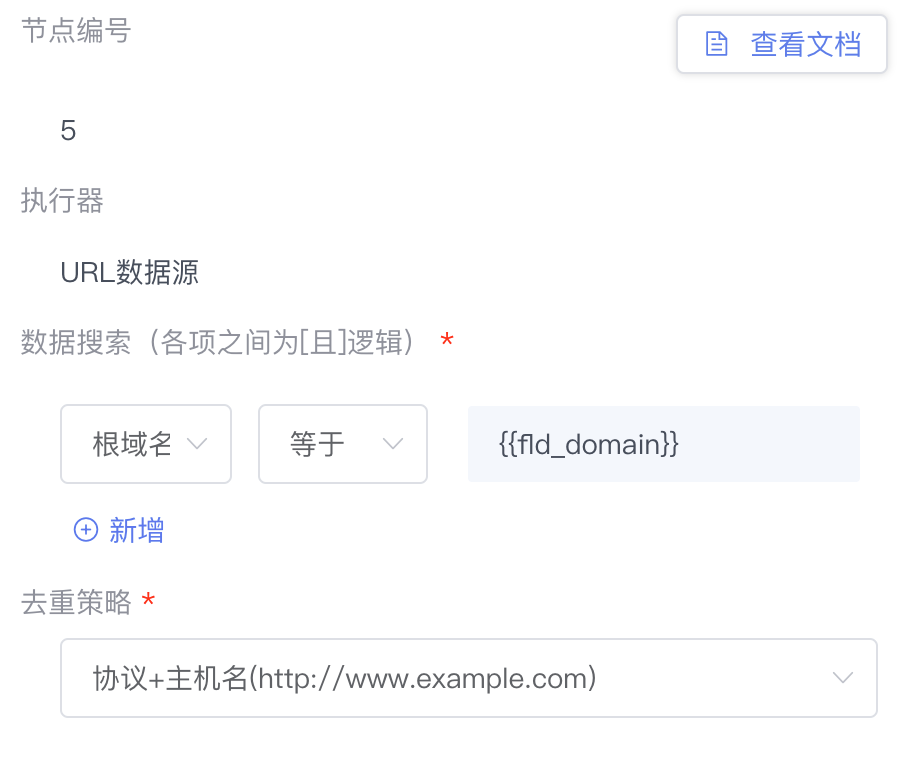 节点编号
查看文档
5
执行器
URL数据源
数据搜索（各项之间为[且]逻辑） *
根域名 等于 {{fld_domain}}
新增
去重策略 *
协议+主机名(http://www.example.com)